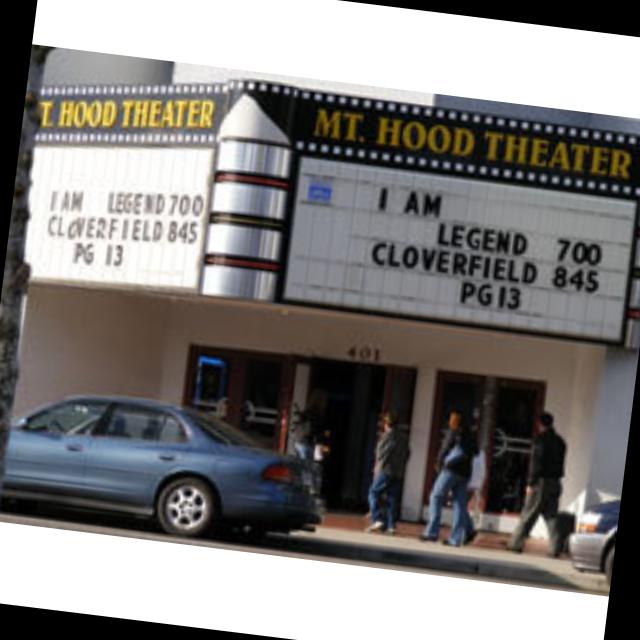 T. HOOD THEATER
I AM LEGEND 700
CLOVERFIELD 845
PG 13
MT. HOOD THEATER
I AM
LEGEND 700
CLOVERFIELD 845
PG13
401